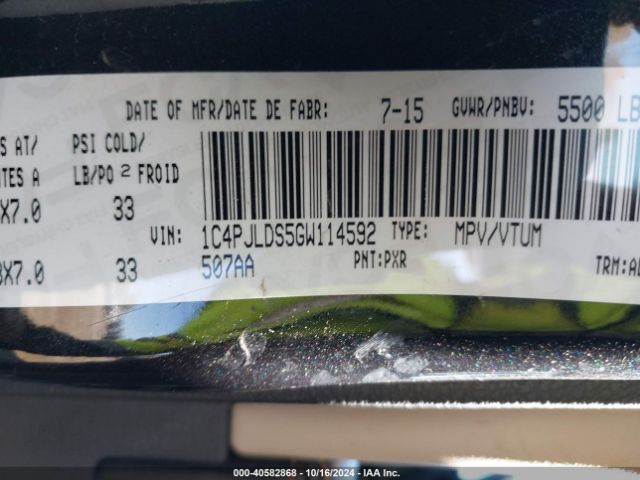 DATE OF MFR/DATE DE FABR: 7-15 GVWR/PNBV: 5500 LB
S AT/ PSI COLD/
TES A LB/PO 2 FROID
X7.0 33
VIN: 1C4PJLDS5GW114592 TYPE: MPV/VTUM
X7.0 33 507AA PNT:PXR TRM:A
000-40582868 - 10/16/2024 - IAA Inc.